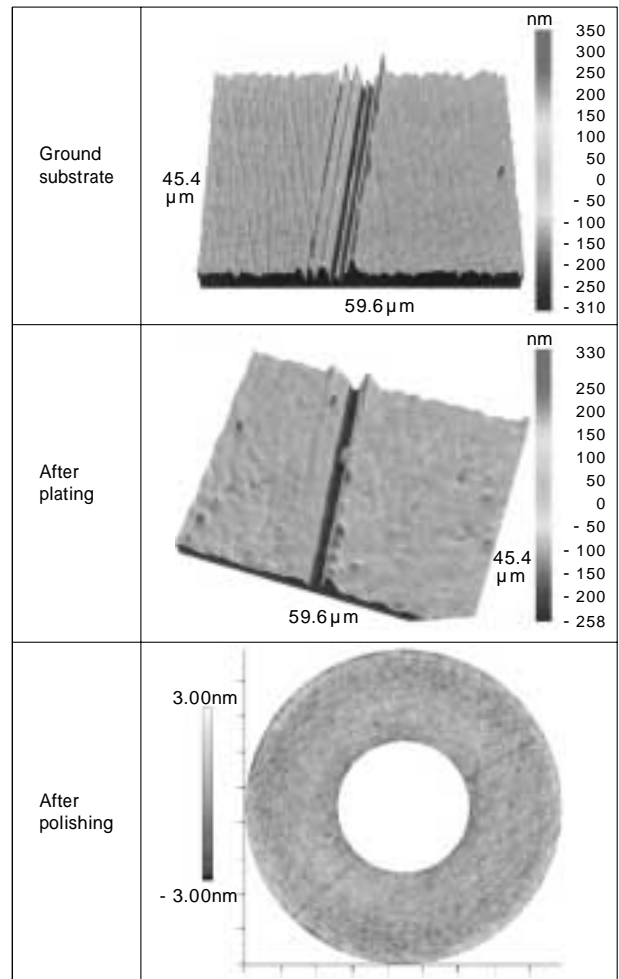 nm
350
300
250
200
150
100
50
0
- 50
- 100
- 150
- 200
- 250
- 310
Ground
substrate
45.4
µm
59.6µm
nm
330
250
200
150
100
50
0
- 50
- 100
- 150
- 200
- 258
After
plating
45.4
µm
59.6µm
3.00nm
After
polishing
- 3.00nm